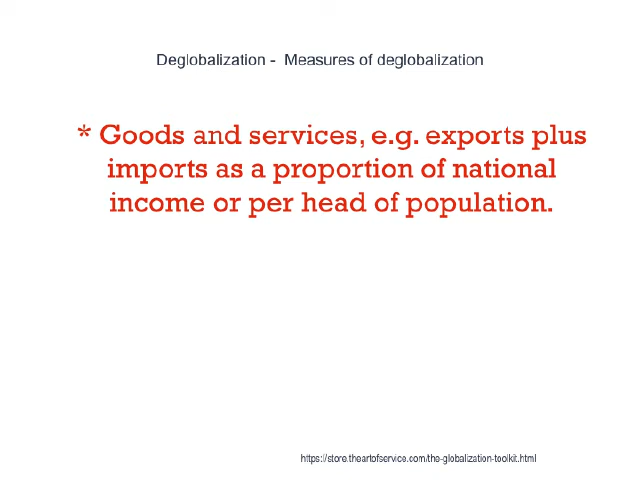 Deglobalization -  Measures of deglobalization
* Goods and services, e.g. exports plus
imports as a proportion of national
income or per head of population.
https://store.theartofservice.com/the-globalization-toolkit.html